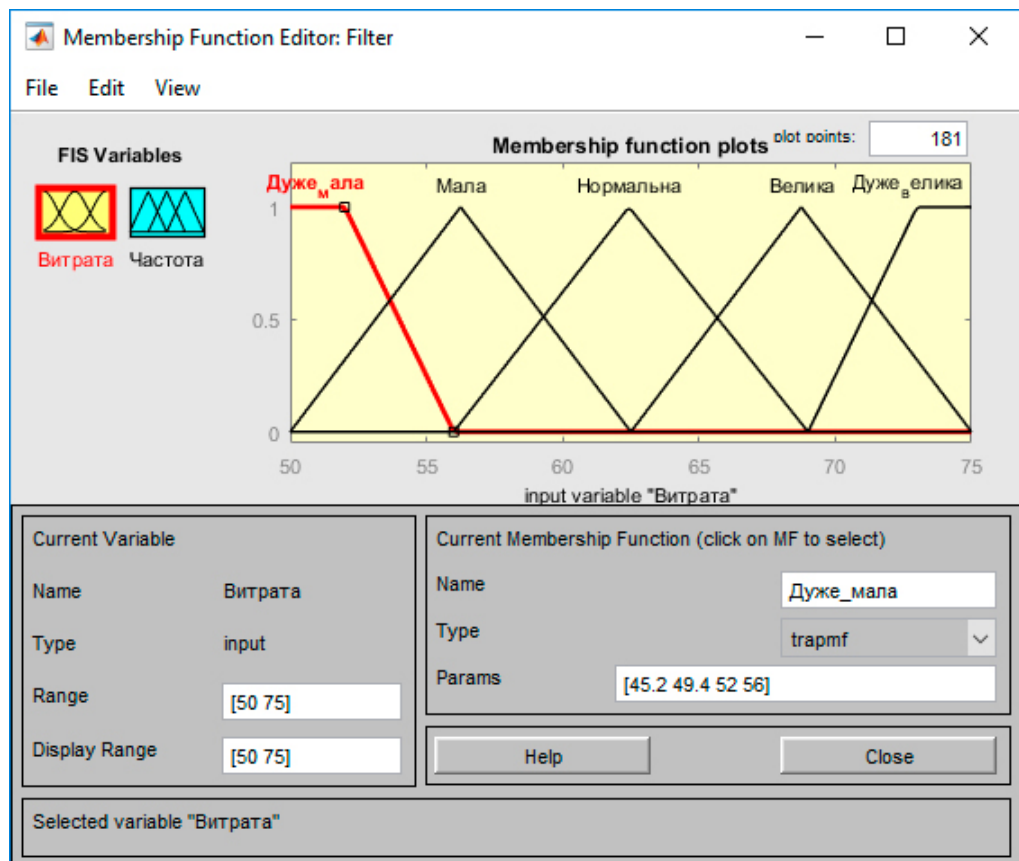 Membership Function Editor: Filter
File Edit View
FIS Variables
Витрата Частота
Membership function plots plot points: 181
Дуже_мала Мала Нормальна Велика Дуже_велика
1
0.5
0
50 55 60 65 70 75
input variable "Витрата"
Current Variable
Name Витрата
Type input
Range [50 75]
Display Range [50 75]
Current Membership Function (click on MF to select)
Name Дуже_мала
Type trapmf
Params [45.2 49.4 52 56]
Help Close
Selected variable "Витрата"